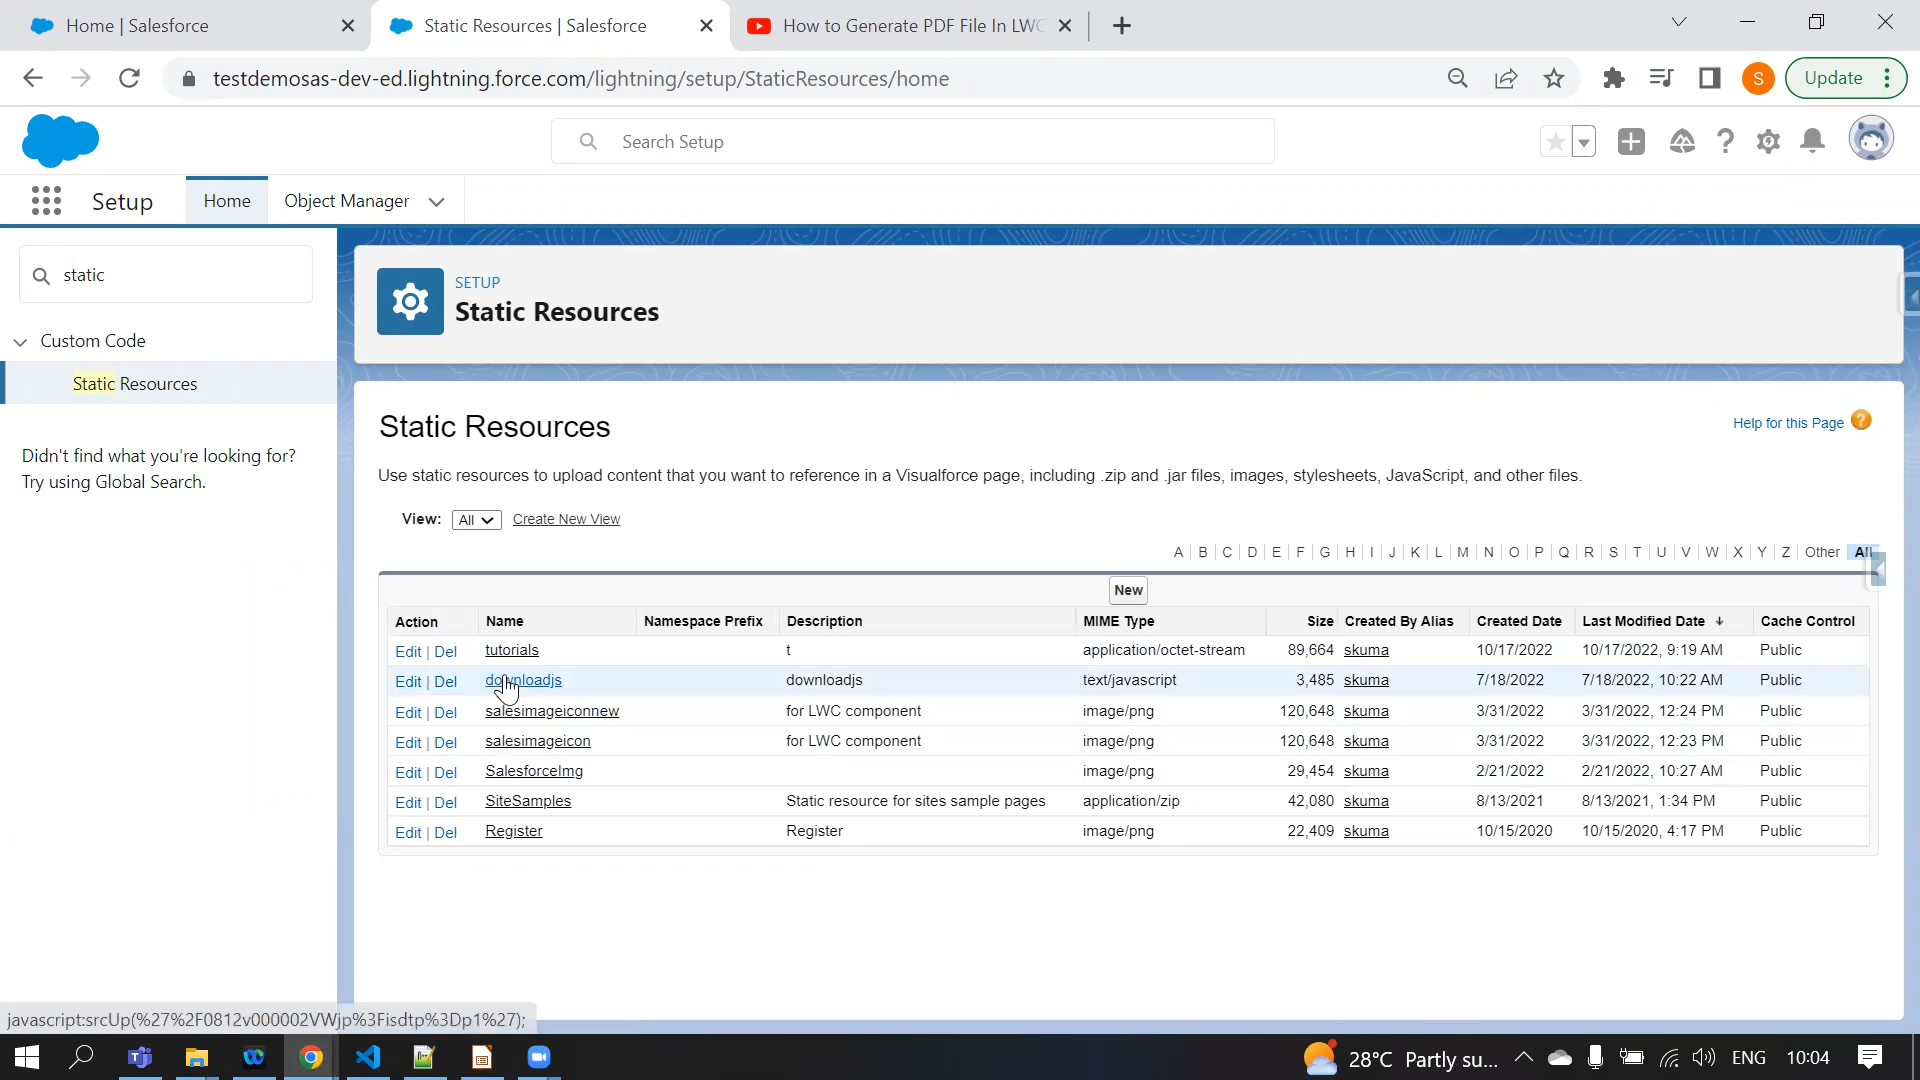 Home | Salesforce
Static Resources | Salesforce
How to Generate PDF File In LWC
testdemosas-dev-ed.lightning.force.com/lightning/setup/StaticResources/home
S
Update
Search Setup
Setup
Home
Object Manager
static
Custom Code
Static Resources
Didn't find what you're looking for?
Try using Global Search.
SETUP
Static Resources
Static Resources
Help for this Page ?
Use static resources to upload content that you want to reference in a Visualforce page, including .zip and .jar files, images, stylesheets, JavaScript, and other files.
View: All Create New View
A | B | C | D | E | F | G | H | I | J | K | L | M | N | O | P | Q | R | S | T | U | V | W | X | Y | Z | Other | All
New
Action Name Namespace Prefix Description MIME Type Size Created By Alias Created Date Last Modified Date Cache Control
Edit | Del tutorials t application/octet-stream 89,664 skuma 10/17/2022 10/17/2022, 9:19 AM Public
Edit | Del downloadjs downloadjs text/javascript 3,485 skuma 7/18/2022 7/18/2022, 10:22 AM Public
Edit | Del salesimageiconnew for LWC component image/png 120,648 skuma 3/31/2022 3/31/2022, 12:24 PM Public
Edit | Del salesimageicon for LWC component image/png 120,648 skuma 3/31/2022 3/31/2022, 12:23 PM Public
Edit | Del SalesforceImg image/png 29,454 skuma 2/21/2022 2/21/2022, 10:27 AM Public
Edit | Del SiteSamples Static resource for sites sample pages application/zip 42,080 skuma 8/13/2021 8/13/2021, 1:34 PM Public
Edit | Del Register Register image/png 22,409 skuma 10/15/2020 10/15/2020, 4:17 PM Public
javascript:srcUp(%27%2F0812v000002VWjp%3Fisdtp%3Dp1%27);
28°C Partly su...
ENG
10:04